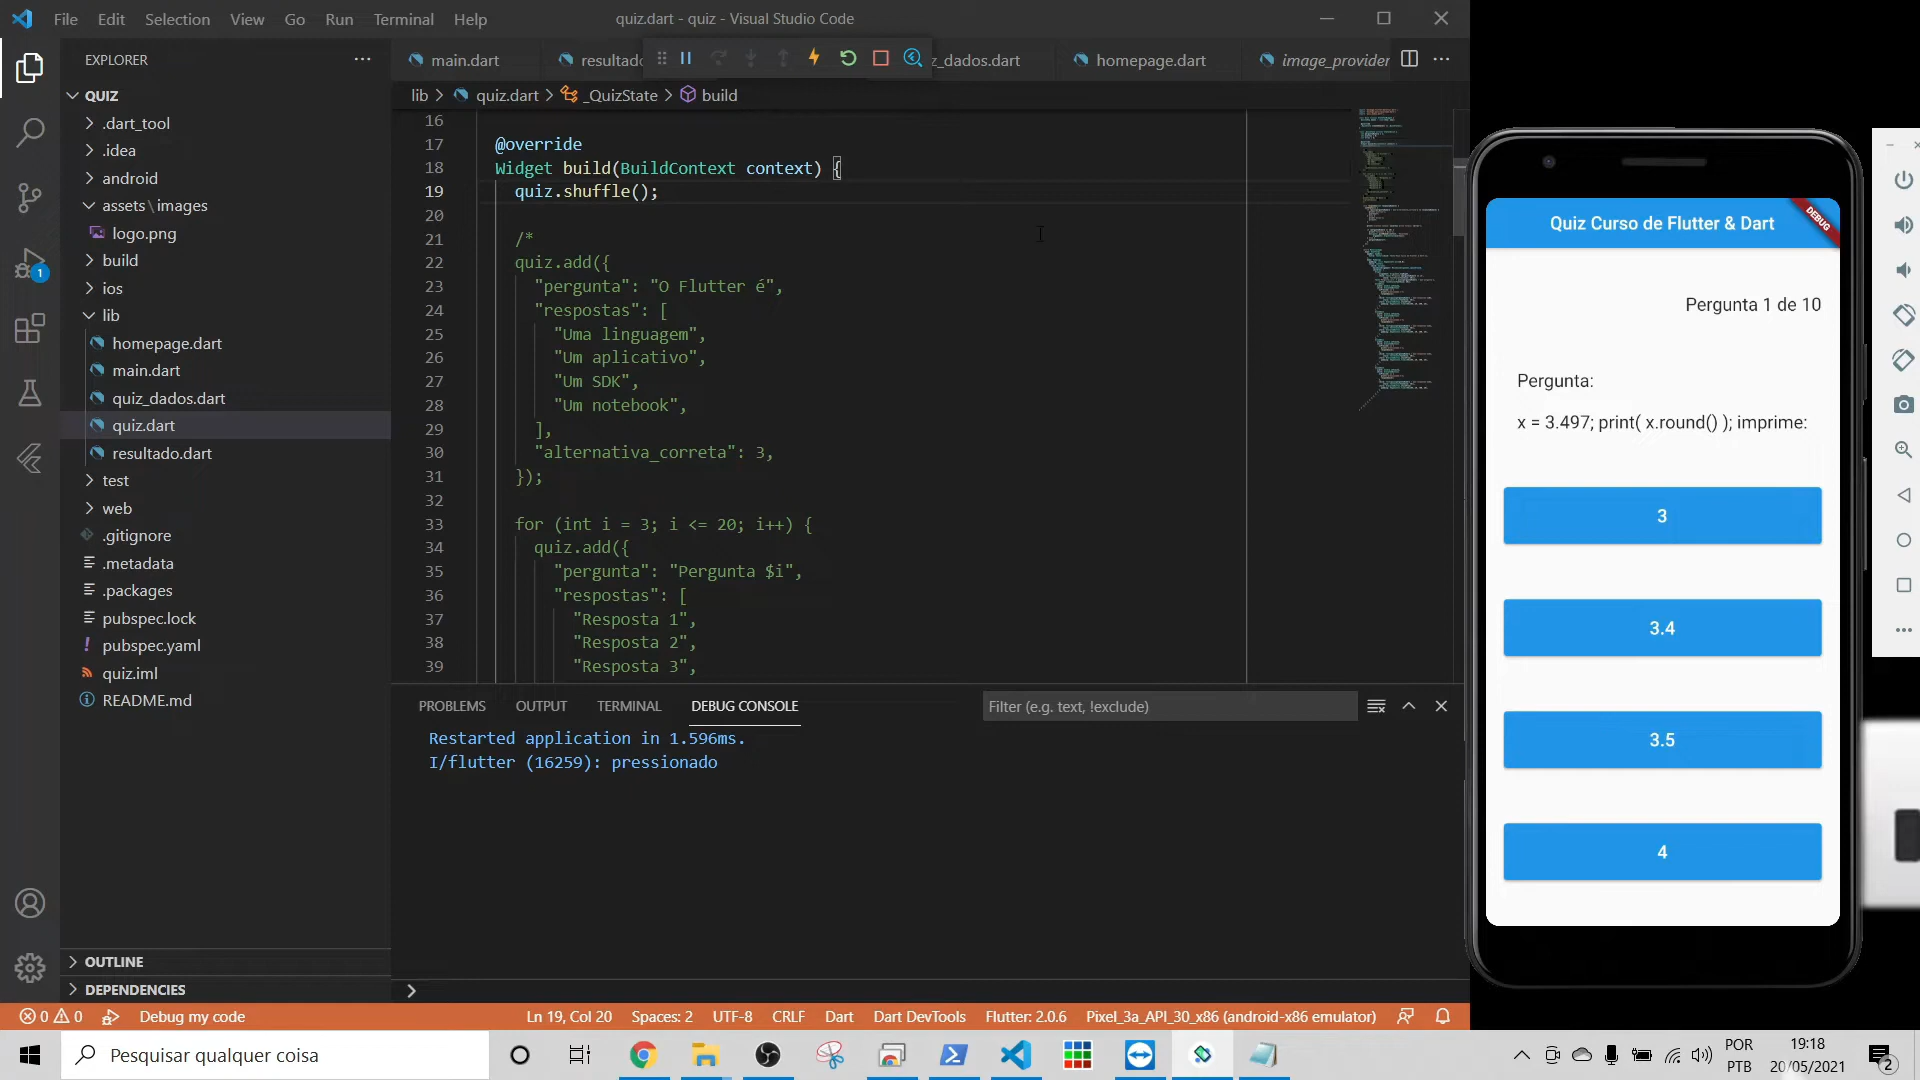 File Edit Selection View Go Run Terminal Help
quiz.dart - quiz - Visual Studio Code
EXPLORER
QUIZ
.dart_tool
.idea
android
assets\images
logo.png
build
ios
lib
homepage.dart
main.dart
quiz_dados.dart
quiz.dart
resultado.dart
test
web
.gitignore
.metadata
.packages
pubspec.lock
pubspec.yaml
quiz.iml
README.md
OUTLINE
DEPENDENCIES
1
main.dart
resultado
z_dados.dart
homepage.dart
image_provider
lib > quiz.dart > _QuizState > build
16
17 @override
18 Widget build(BuildContext context) {
19 quiz.shuffle();
20
21 /*
22 quiz.add({
23 "pergunta": "O Flutter é",
24 "respostas": [
25 "Uma linguagem",
26 "Um aplicativo",
27 "Um SDK",
28 "Um notebook",
29 ],
30 "alternativa_correta": 3,
31 });
32
33 for (int i = 3; i <= 20; i++) {
34 quiz.add({
35 "pergunta": "Pergunta $i",
36 "respostas": [
37 "Resposta 1",
38 "Resposta 2",
39 "Resposta 3",
PROBLEMS OUTPUT TERMINAL DEBUG CONSOLE
Filter (e.g. text, !exclude)
Restarted application in 1.596ms.
I/flutter (16259): pressionado
0 0 Debug my code
Ln 19, Col 20 Spaces: 2 UTF-8 CRLF Dart Dart DevTools Flutter: 2.0.6 Pixel_3a_API_30_x86 (android-x86 emulator)
Quiz Curso de Flutter & Dart
DEBUG
Pergunta 1 de 10
Pergunta:
x = 3.497; print( x.round() ); imprime:
3
3.4
3.5
4
Pesquisar qualquer coisa
POR
PTB
19:18
20/05/2021
2